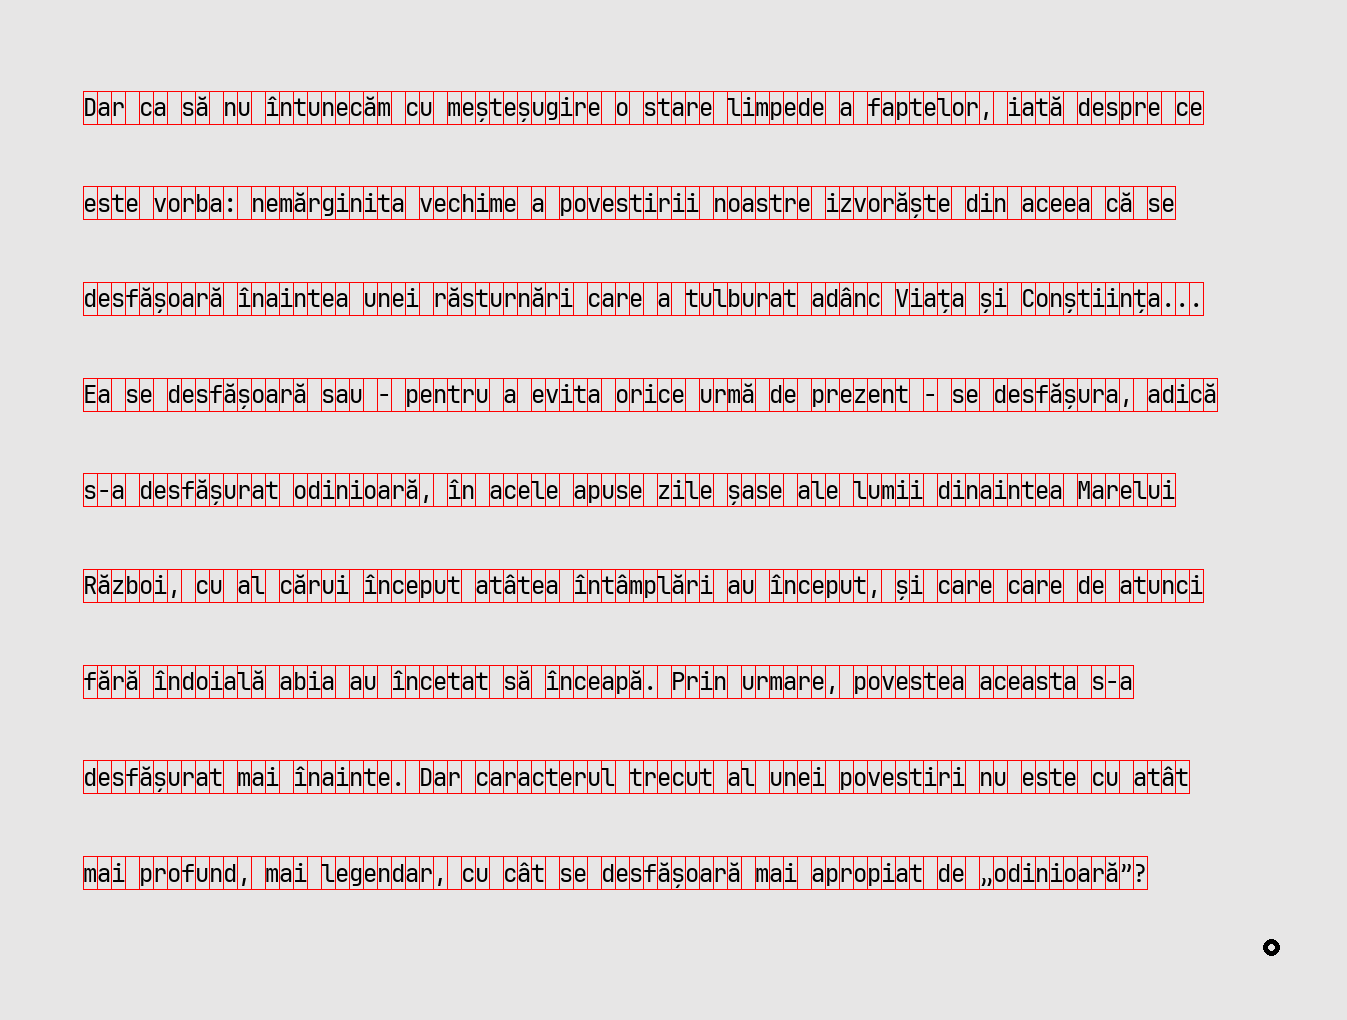 Dar ca să nu întunecăm cu meșteșugire o stare limpede a faptelor, iată despre ce
este vorba: nemărginita vechime a povestirii noastre izvorăște din aceea că se
desfășoară înaintea unei răsturnări care a tulburat adânc Viața și Conștiința...
Ea se desfășoară sau - pentru a evita orice urmă de prezent - se desfășura, adică
s-a desfășurat odinioară, în acele apuse zile șase ale lumii dinaintea Marelui
Război, cu al cărui început atâtea întâmplări au început, și care care de atunci
fără îndoială abia au încetat să înceapă. Prin urmare, povestea aceasta s-a
desfășurat mai înainte. Dar caracterul trecut al unei povestiri nu este cu atât
mai profund, mai legendar, cu cât se desfășoară mai apropiat de „odinioară”?